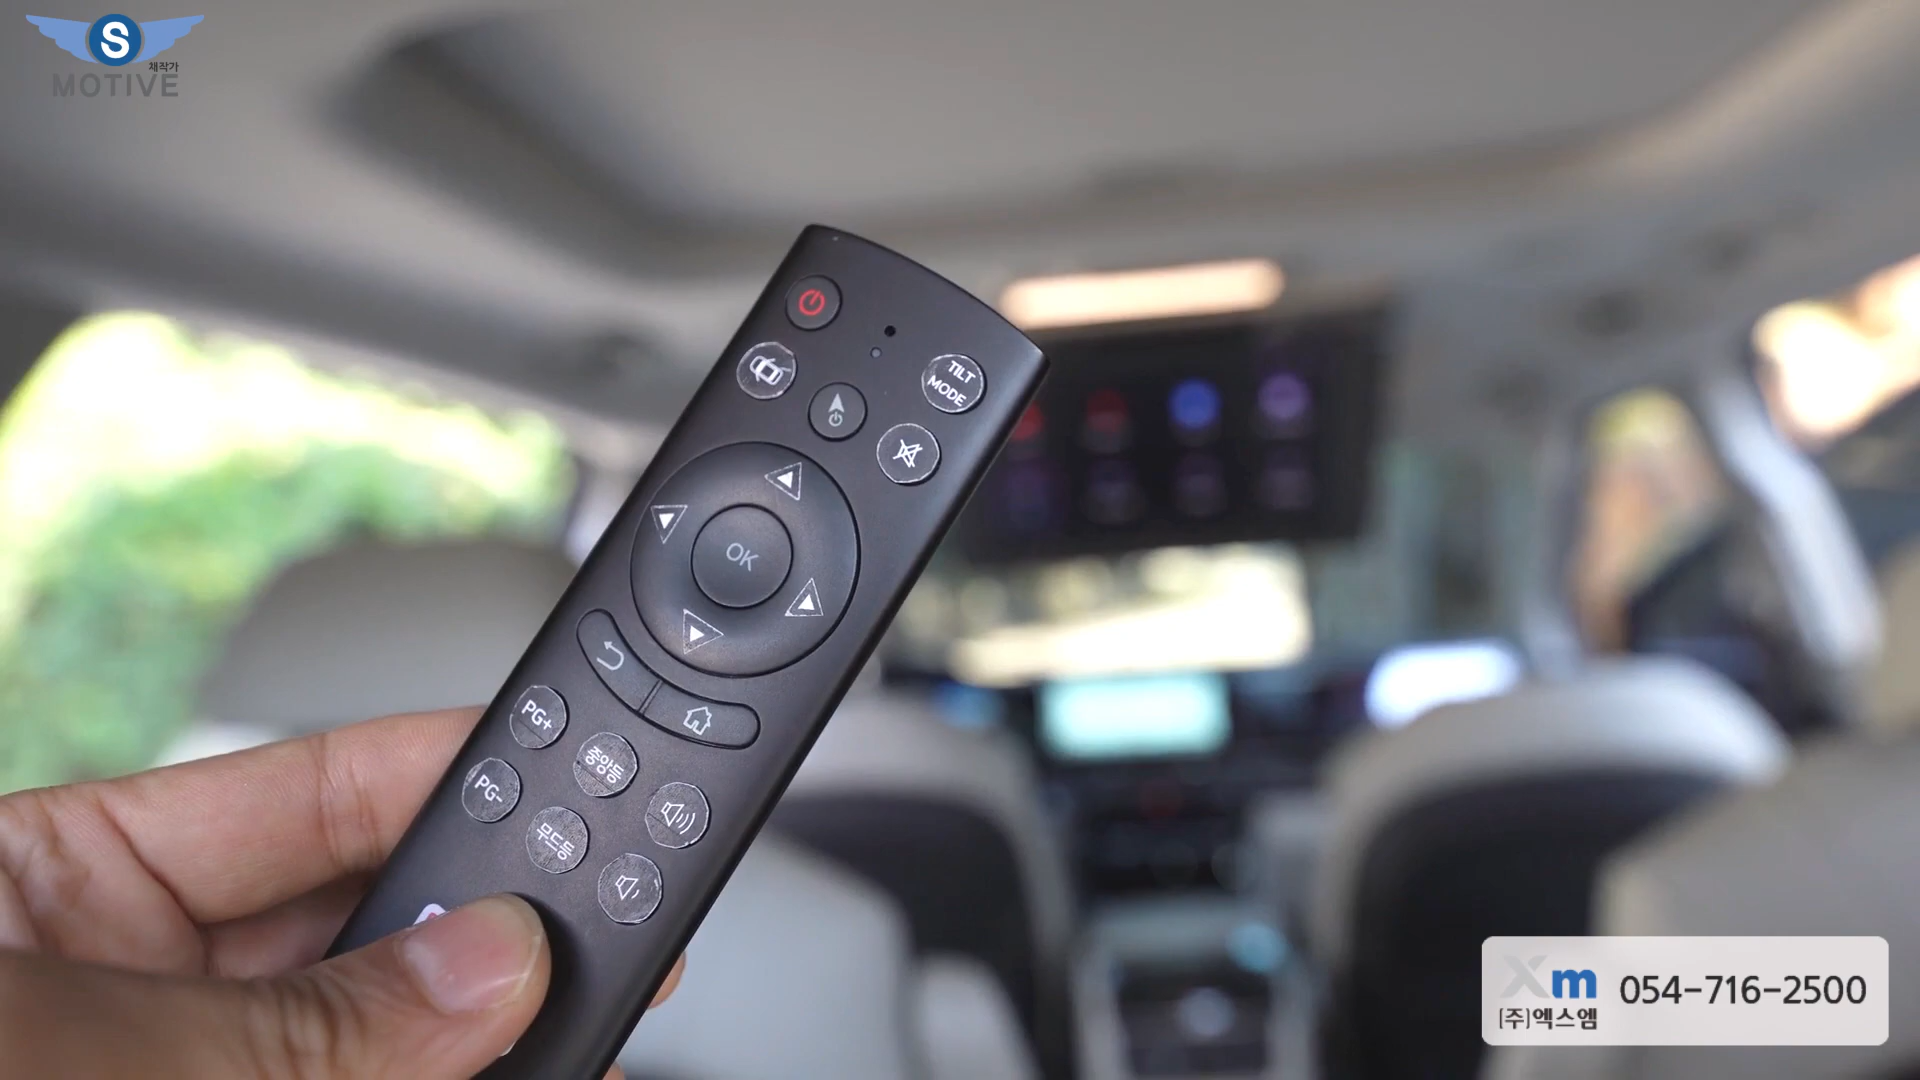 S
채작가
MOTIVE
TILT
MODE
OK
PG+
중앙등
PG-
무드등
Xm
(주)엑스엠
054-716-2500